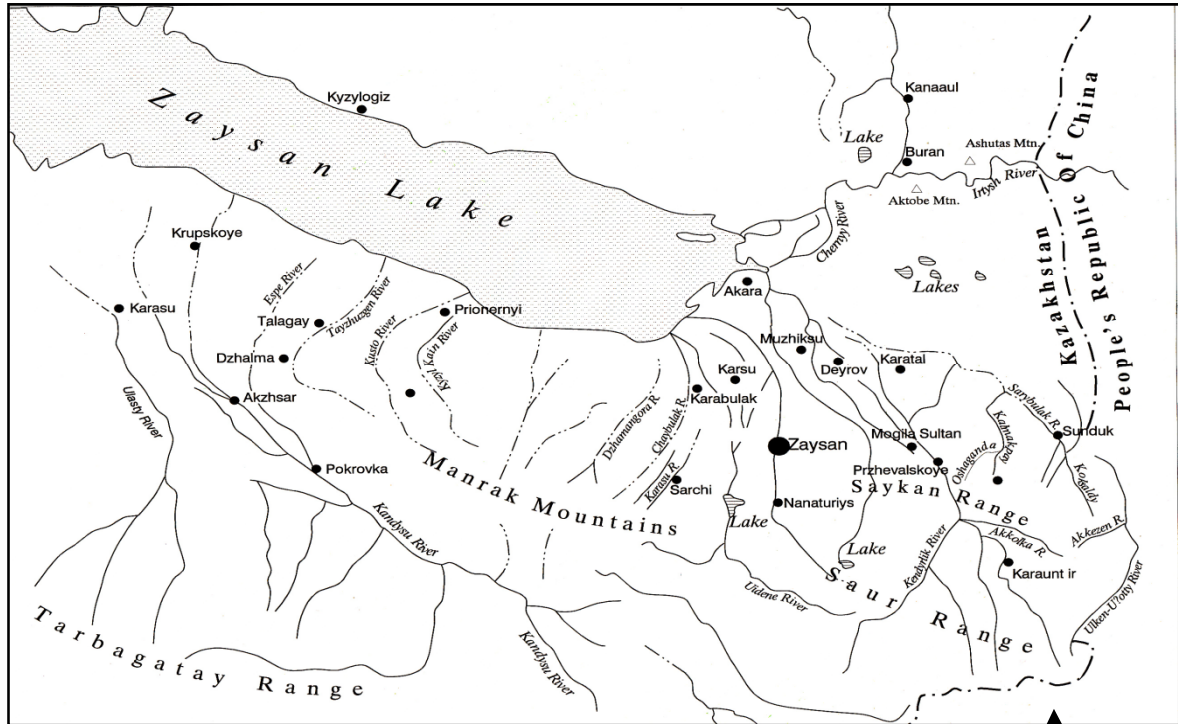 Zaysan Lake
Kyzylogiz
Kanaaul
Lake
Buran
Ashutas Mtn.
Aktobe Mtn.
Irtysh River
Kazakhstan
People's Republic Of China
Chernyy River
Krupskoye
Karasu
Espe River
Talagay
Tayzhuzgen River
Dzhalma
Kusto River
Prionernyi
Kzyl Kain River
Akara
Lakes
Muzhiksu
Deyrov
Karatal
Karsu
Karabulak
Ulasty River
Akzhsar
Dzhamangora R.
Chaybulak R.
Zaysan
Mogila Sultan
Przhevalskoye
Sarybulak R.
Sunduk
Oshaganda
Pokrovka
Manrak Mountains
Karasu R.
Sarchi
Saykan Range
Nanaturiys
Lake
Kandysu River
Akkezen R.
Akkolka R.
Karaunt ir
Lake
Kendyrlik River
Uidene River
Saur Range
Ulken-U?otty River
Tarbagatay Range
Kandysu River